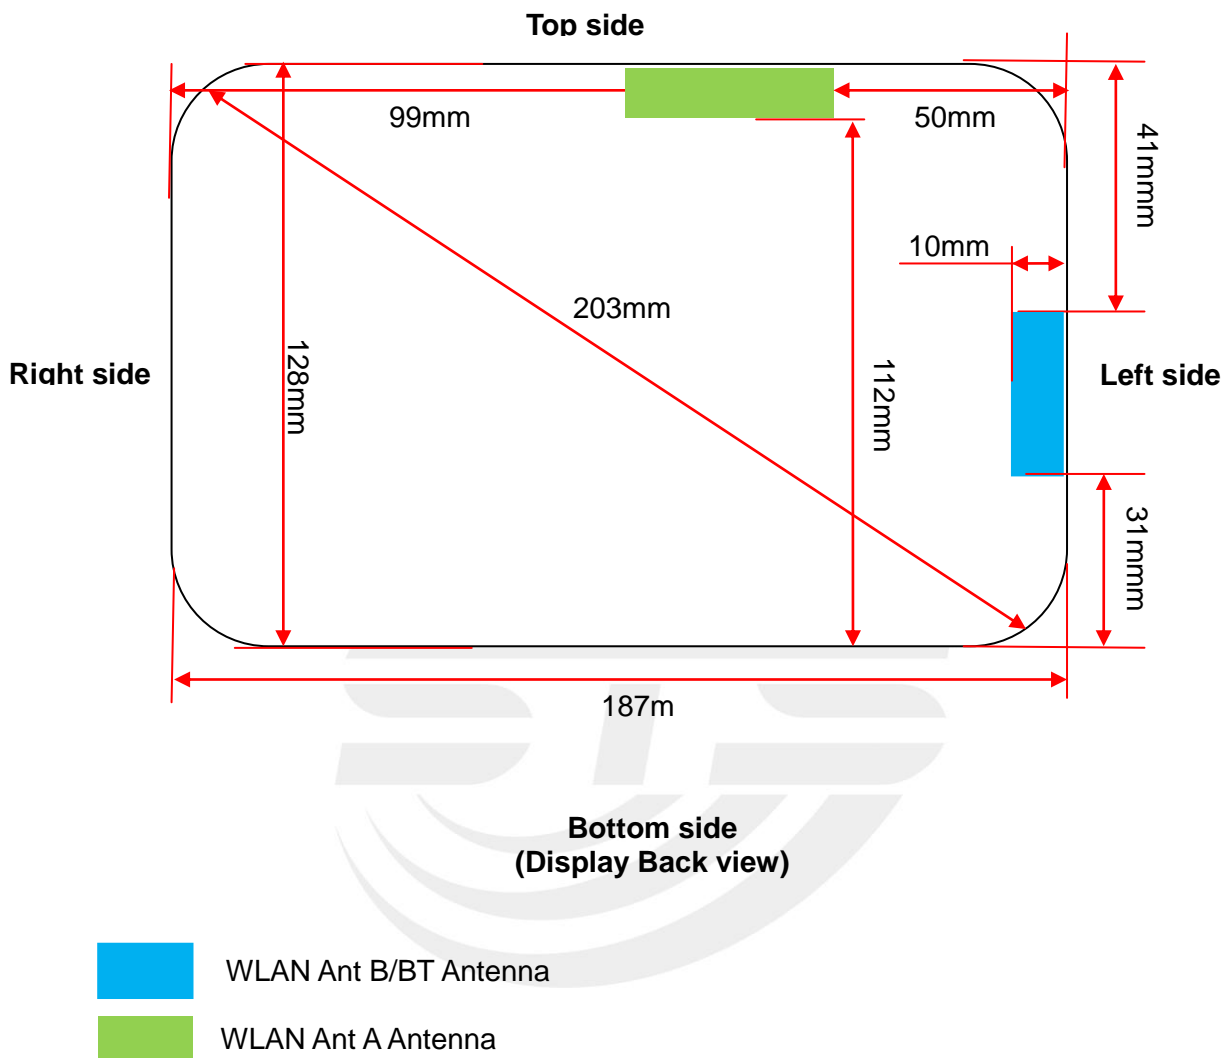 Top side
99mm
50mm
41mmm
10mm
203mm
128mm
112mm
Right side
Left side
31mmm
187m
STS
Bottom side
(Display Back view)
WLAN Ant B/BT Antenna
WLAN Ant A Antenna